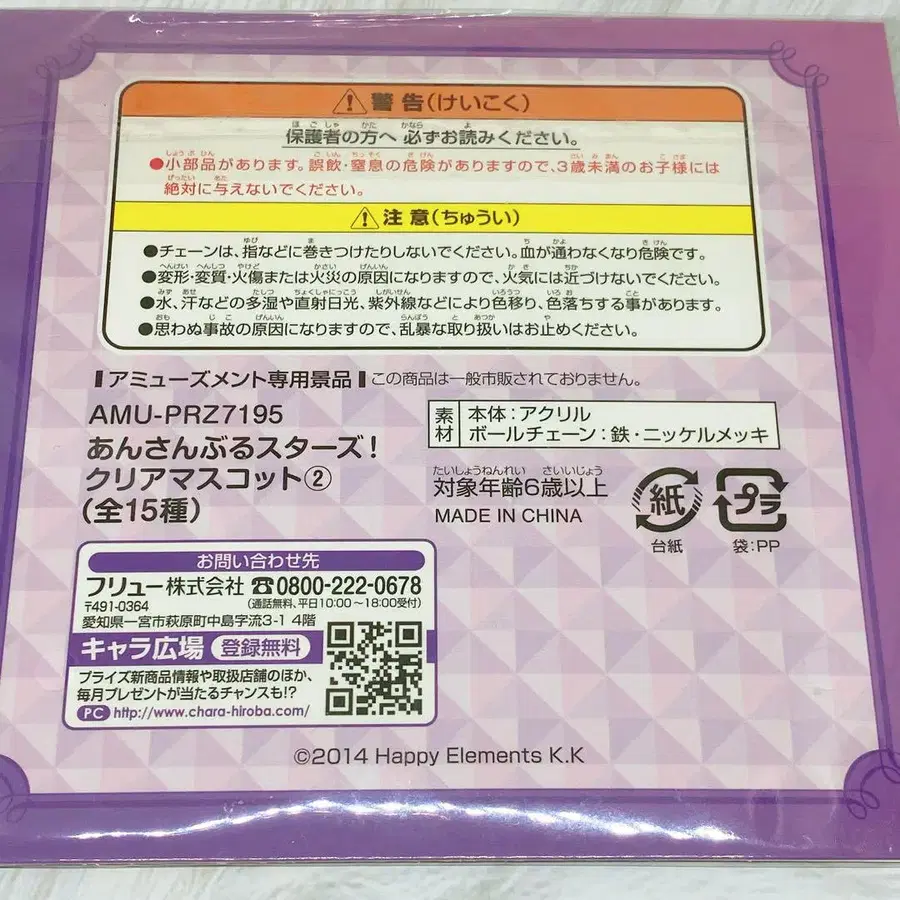 ⚠警告(けいこく)
保護者の方へ 必ずお読みください。
●小部品があります。誤飲・窒息の危険がありますので、3歳未満のお子様には
絶対に与えないでください。
⚠注意(ちゅうい)
●チェーンは、指などに巻きつけたりしないでください。血が通わなくなり危険です。
●変形・変質・火傷または火災の原因になりますので、火気には近づけないでください。
●水、汗などの多湿や直射日光、紫外線などにより色移り、色落ちする事があります。
●思わぬ事故の原因になりますので、乱暴な取り扱いはお止めください。
アミューズメント専用景品 この商品は一般市販されておりません。
AMU-PRZ7195
あんさんぶるスターズ!
クリアマスコット②
(全15種)
素材
本体:アクリル
ボールチェーン:鉄・ニッケルメッキ
たいしょうねんれい さいいじょう
対象年齢6歳以上
MADE IN CHINA
紙
台紙
プラ
袋:PP
お問い合わせ先
フリュー株式会社 ☎0800-222-0678
〒491-0364 (通話無料、平日10:00~18:00受付)
愛知県一宮市萩原町中島字流3-1 4階
キャラ広場 登録無料
プライズ新商品情報や取扱店舗のほか、
毎月プレゼントが当たるチャンスも!?
PC http://www.chara-hiroba.com/
©2014 Happy Elements K.K